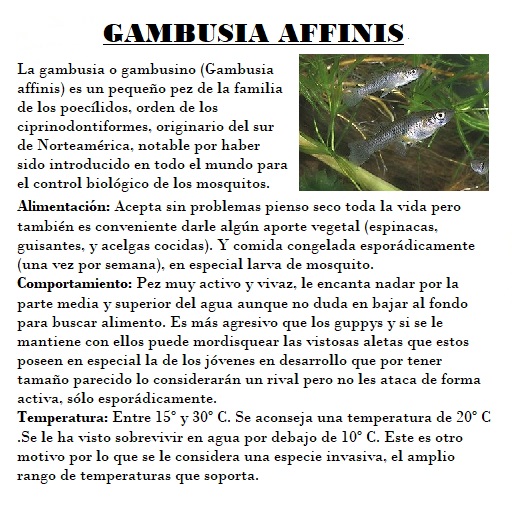 GAMBUSIA AFFINIS
La gambusia o gambusino (Gambusia
affinis) es un pequeño pez de la familia
de los poecílidos, orden de los
ciprinodontiformes, originario del sur
de Norteamérica, notable por haber
sido introducido en todo el mundo para
el control biológico de los mosquitos.
Alimentación: Acepta sin problemas pienso seco toda la vida pero
también es conveniente darle algún aporte vegetal (espinacas,
guisantes, y acelgas cocidas). Y comida congelada esporádicamente
(una vez por semana), en especial larva de mosquito.
Comportamiento: Pez muy activo y vivaz, le encanta nadar por la
parte media y superior del agua aunque no duda en bajar al fondo
para buscar alimento. Es más agresivo que los guppys y si se le
mantiene con ellos puede mordisquear las vistosas aletas que estos
poseen en especial la de los jóvenes en desarrollo que por tener
tamaño parecido lo considerarán un rival pero no les ataca de forma
activa, sólo esporádicamente.
Temperatura: Entre 15° y 30° C. Se aconseja una temperatura de 20° C
.Se le ha visto sobrevivir en agua por debajo de 10° C. Este es otro
motivo por lo que se le considera una especie invasiva, el amplio
rango de temperaturas que soporta.